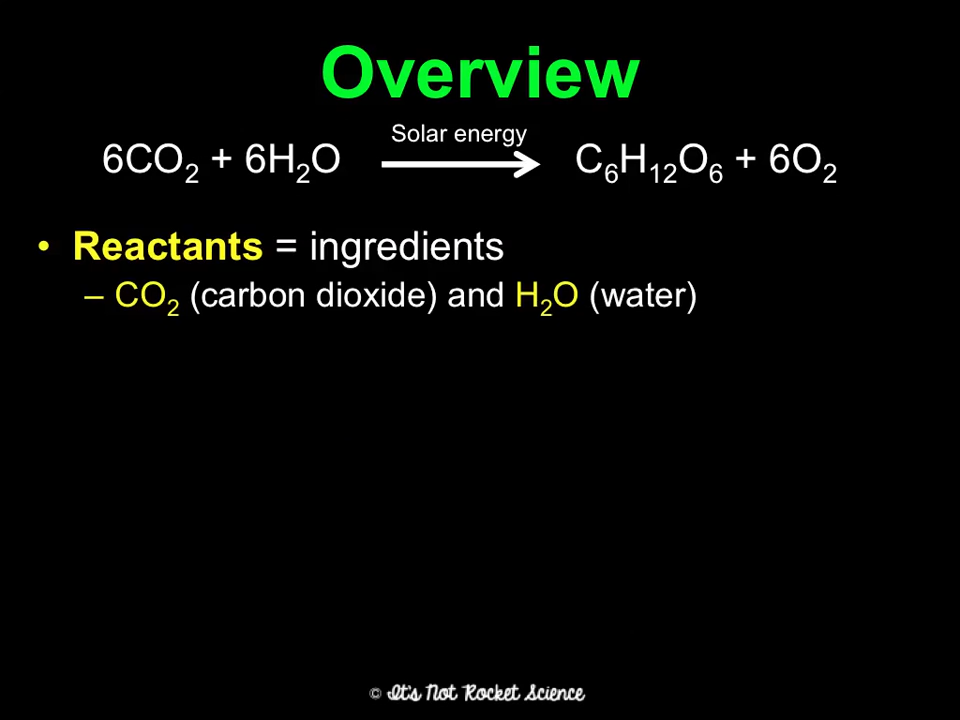 Overview
Solar energy
6CO₂ + 6H₂O → C₆H₁₂O₆ + 6O₂
• Reactants = ingredients
– CO₂ (carbon dioxide) and H₂O (water)
© It's Not Rocket Science